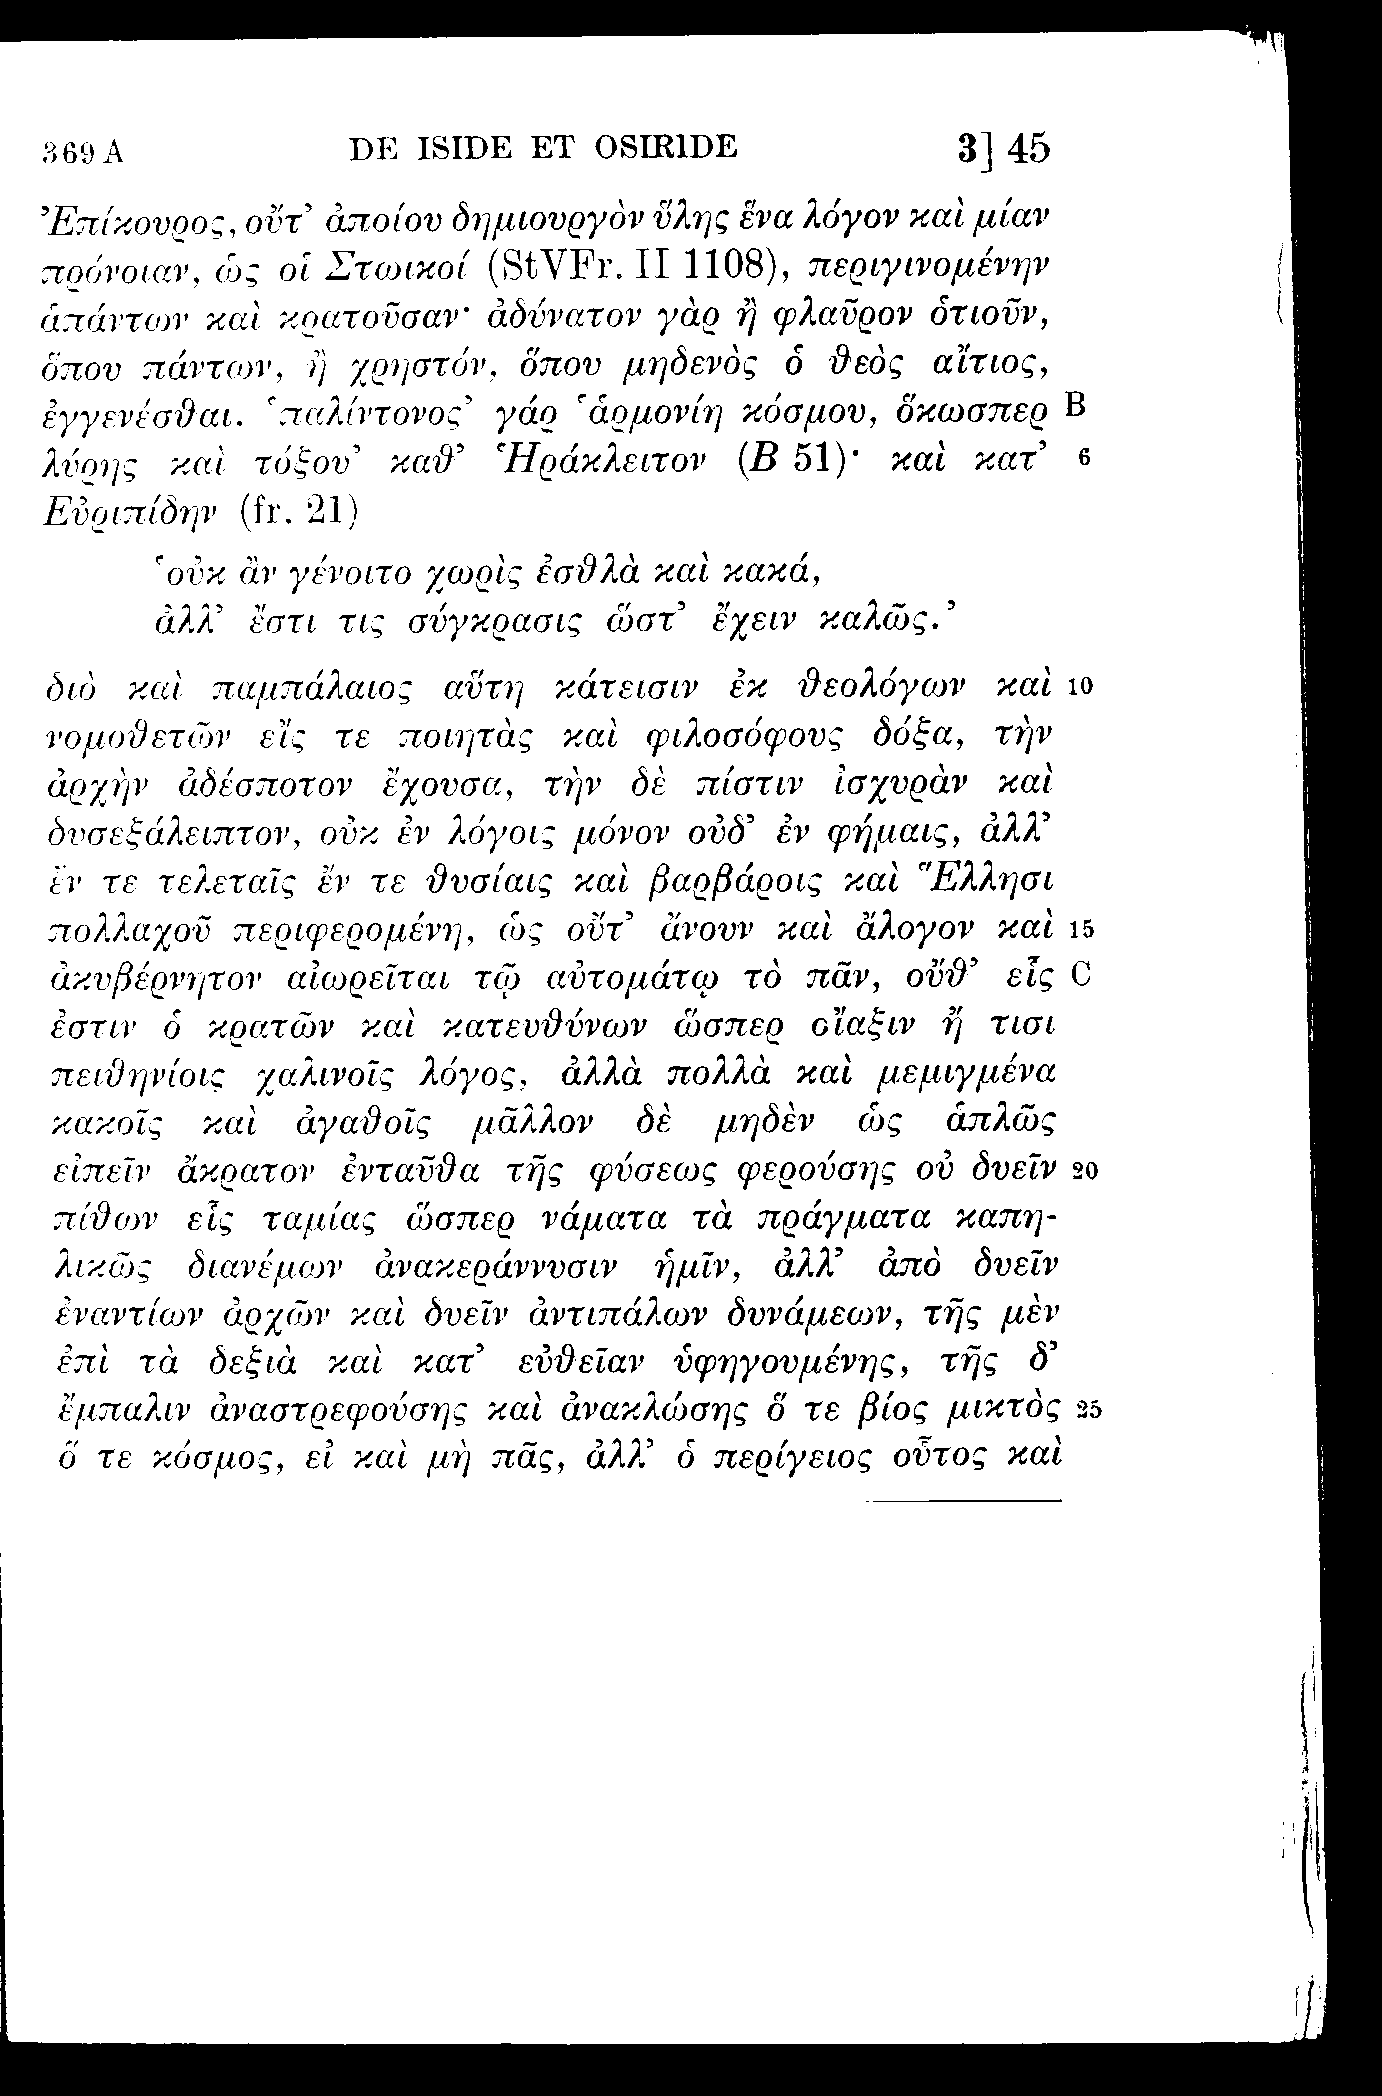 369 A DE ISIDE ET OSIRIDE 3] 45
Ἐπίκουρος, οὔτ’ ἀποίου δημιουργὸν ὕλης ἕνα λόγον καὶ μίαν
πρόνοιαν, ὡς οἱ Στωικοί (StVFr. II 1108), περιγινομένην
ἁπάντων καὶ κρατοῦσαν· ἀδύνατον γὰρ ἢ φλαῦρον ὁτιοῦν,
ὅπου πάντων, ἢ χρηστόν, ὅπου μηδενὸς ὁ θεὸς αἴτιος,
ἐγγενέσθαι. ‘παλίντονος’ γάρ ‘ἁρμονίη κόσμου, ὅκωσπερ B
λύρης καὶ τόξου’ καθ’ Ἡράκλειτον (B 51)· καὶ κατ’ 6
Εὐριπίδην (fr. 21)
‘οὐκ ἂν γένοιτο χωρὶς ἐσθλὰ καὶ κακά,
ἀλλ’ ἔστι τις σύγκρασις ὥστ’ ἔχειν καλῶς.’
διὸ καὶ παμπάλαιος αὕτη κάτεισιν ἐκ θεολόγων καὶ 10
νομοθετῶν εἴς τε ποιητὰς καὶ φιλοσόφους δόξα, τὴν
ἀρχὴν ἀδέσποτον ἔχουσα, τὴν δὲ πίστιν ἰσχυρὰν καὶ
δυσεξάλειπτον, οὐκ ἐν λόγοις μόνον οὐδ’ ἐν φήμαις, ἀλλ’
ἔν τε τελεταῖς ἔν τε θυσίαις καὶ βαρβάροις καὶ Ἕλλησι
πολλαχοῦ περιφερομένη, ὡς οὔτ’ ἄνουν καὶ ἄλογον καὶ 15
ἀκυβέρνητον αἰωρεῖται τῷ αὐτομάτῳ τὸ πᾶν, οὔθ’ εἷς C
ἐστιν ὁ κρατῶν καὶ κατευθύνων ὥσπερ οἴαξιν ἤ τισι
πειθηνίοις χαλινοῖς λόγος, ἀλλὰ πολλὰ καὶ μεμιγμένα
κακοῖς καὶ ἀγαθοῖς μᾶλλον δὲ μηδὲν ὡς ἁπλῶς
εἰπεῖν ἄκρατον ἐνταῦθα τῆς φύσεως φερούσης οὐ δυεῖν 20
πίθων εἷς ταμίας ὥσπερ νάματα τὰ πράγματα καπη-
λικῶς διανέμων ἀνακεράννυσιν ἡμῖν, ἀλλ’ ἀπὸ δυεῖν
ἐναντίων ἀρχῶν καὶ δυεῖν ἀντιπάλων δυνάμεων, τῆς μὲν
ἐπὶ τὰ δεξιὰ καὶ κατ’ εὐθεῖαν ὑφηγουμένης, τῆς δ’
ἔμπαλιν ἀναστρεφούσης καὶ ἀνακλώσης ὅ τε βίος μικτὸς 25
ὅ τε κόσμος, εἰ καὶ μὴ πᾶς, ἀλλ’ ὁ περίγειος οὗτος καὶ